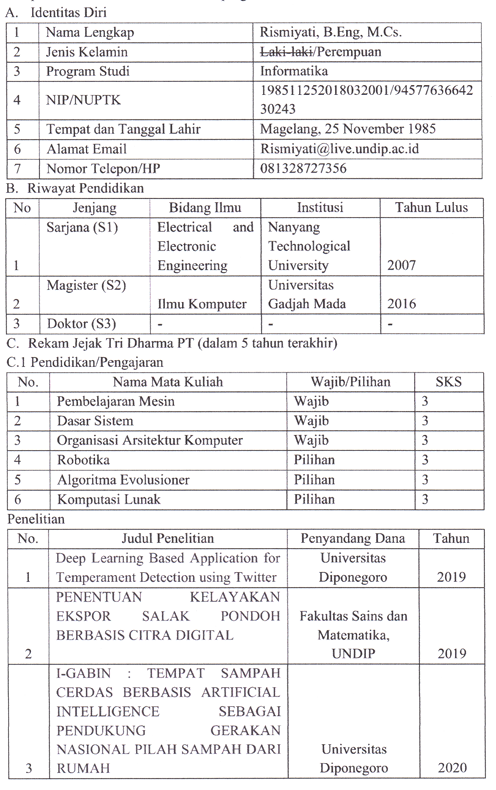 A. Identitas Diri
1 Nama Lengkap Rismiyati, B.Eng, M.Cs.
2 Jenis Kelamin Laki-laki/Perempuan
3 Program Studi Informatika
4 NIP/NUPTK 198511252018032001/94577636642
30243
5 Tempat dan Tanggal Lahir Magelang, 25 November 1985
6 Alamat Email Rismiyati@live.undip.ac.id
7 Nomor Telepon/HP 081328727356
B. Riwayat Pendidikan
No Jenjang Bidang Ilmu Institusi Tahun Lulus
1 Sarjana (S1) Electrical and Electronic Engineering Nanyang Technological University 2007
2 Magister (S2) Ilmu Komputer Universitas Gadjah Mada 2016
3 Doktor (S3) - - -
C. Rekam Jejak Tri Dharma PT (dalam 5 tahun terakhir)
C.1 Pendidikan/Pengajaran
No. Nama Mata Kuliah Wajib/Pilihan SKS
1 Pembelajaran Mesin Wajib 3
2 Dasar Sistem Wajib 3
3 Organisasi Arsitektur Komputer Wajib 3
4 Robotika Pilihan 3
5 Algoritma Evolusioner Pilihan 3
6 Komputasi Lunak Pilihan 3
Penelitian
No. Judul Penelitian Penyandang Dana Tahun
Deep Learning Based Application for Universitas
1 Temperament Detection using Twitter Diponegoro 2019
PENENTUAN KELAYAKAN
EKSPOR SALAK PONDOH Fakultas Sains dan
BERBASIS CITRA DIGITAL Matematika,
2 UNDIP 2019
I-GABIN : TEMPAT SAMPAH
CERDAS BERBASIS ARTIFICIAL
INTELLIGENCE SEBAGAI
PENDUKUNG GERAKAN
NASIONAL PILAH SAMPAH DARI Universitas
3 RUMAH Diponegoro 2020